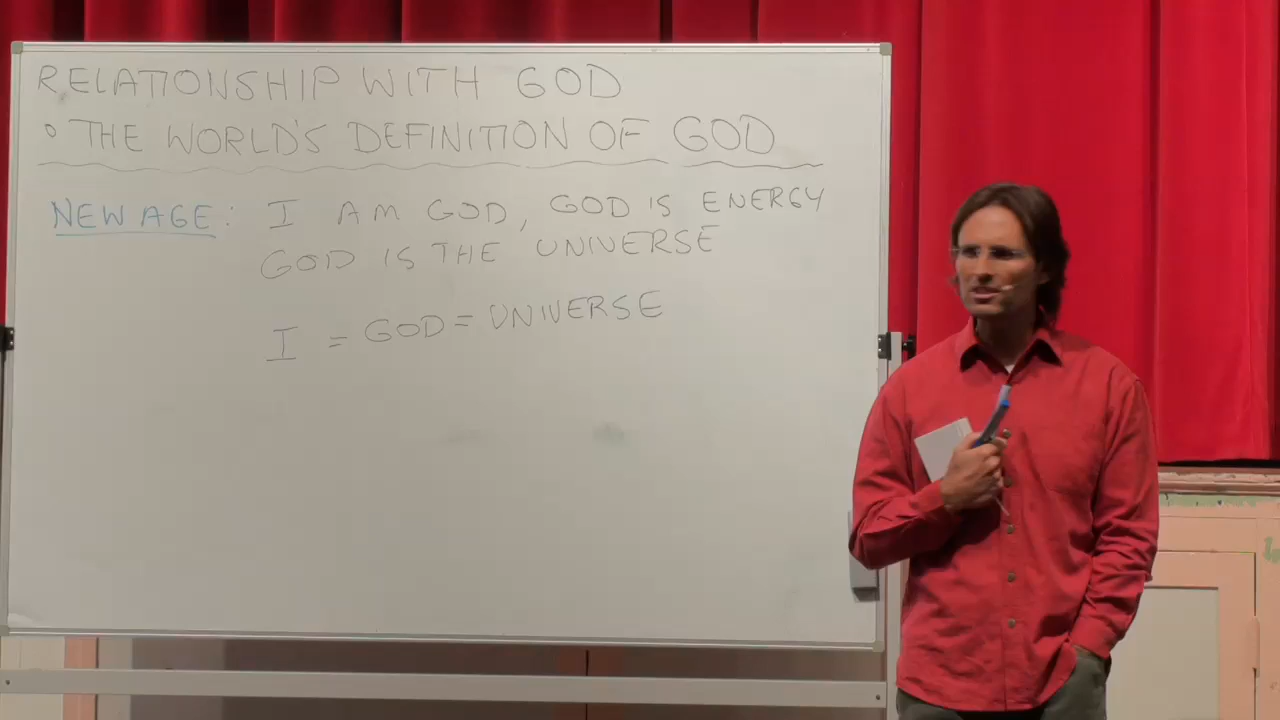 RELATIONSHIP WITH GOD
° THE WORLD'S DEFINITION OF GOD
NEW AGE: I AM GOD, GOD IS ENERGY
GOD IS THE UNIVERSE
I = GOD = UNIVERSE